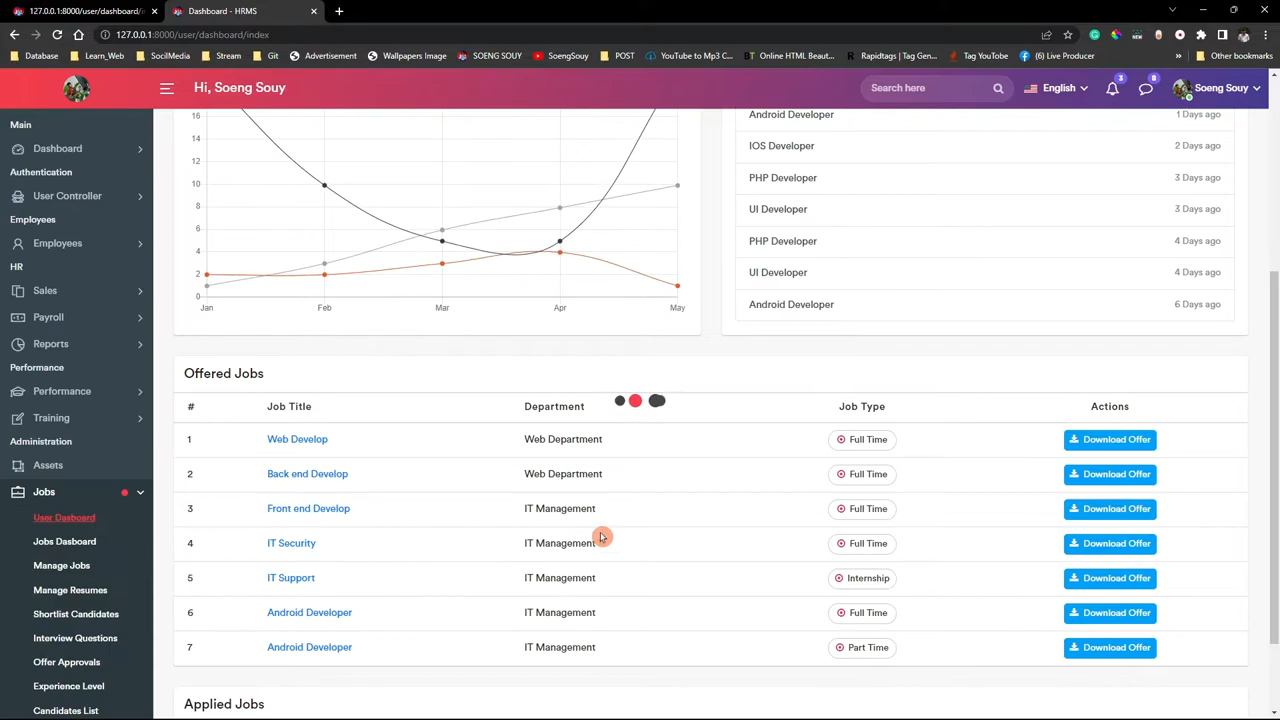 127.0.0.1:8000/user/dashboard/i
Dashboard - HRMS
127.0.0.1:8000/user/dashboard/index
Database
Learn_Web
SocilMedia
Stream
Git
Advertisement
Wallpapers Image
SOENG SOUY
SoengSouy
POST
YouTube to Mp3 C...
Online HTML Beaut...
Rapidtags | Tag Gen...
Tag YouTube
(6) Live Producer
Other bookmarks
Hi, Soeng Souy
Search here
English
3
8
Soeng Souy
Main
Dashboard
Authentication
User Controller
Employees
Employees
HR
Sales
Payroll
Reports
Performance
Performance
Training
Administration
Assets
Jobs
User Dasboard
Jobs Dasboard
Manage Jobs
Manage Resumes
Shortlist Candidates
Interview Questions
Offer Approvals
Experience Level
Candidates List
16
14
12
10
8
6
4
2
0
Jan Feb Mar Apr May
Android Developer 1 Days ago
IOS Developer 2 Days ago
PHP Developer 3 Days ago
UI Developer 3 Days ago
PHP Developer 4 Days ago
UI Developer 4 Days ago
Android Developer 6 Days ago
Offered Jobs
# Job Title Department Job Type Actions
1 Web Develop Web Department Full Time Download Offer
2 Back end Develop Web Department Full Time Download Offer
3 Front end Develop IT Management Full Time Download Offer
4 IT Security IT Management Full Time Download Offer
5 IT Support IT Management Internship Download Offer
6 Android Developer IT Management Full Time Download Offer
7 Android Developer IT Management Part Time Download Offer
Applied Jobs